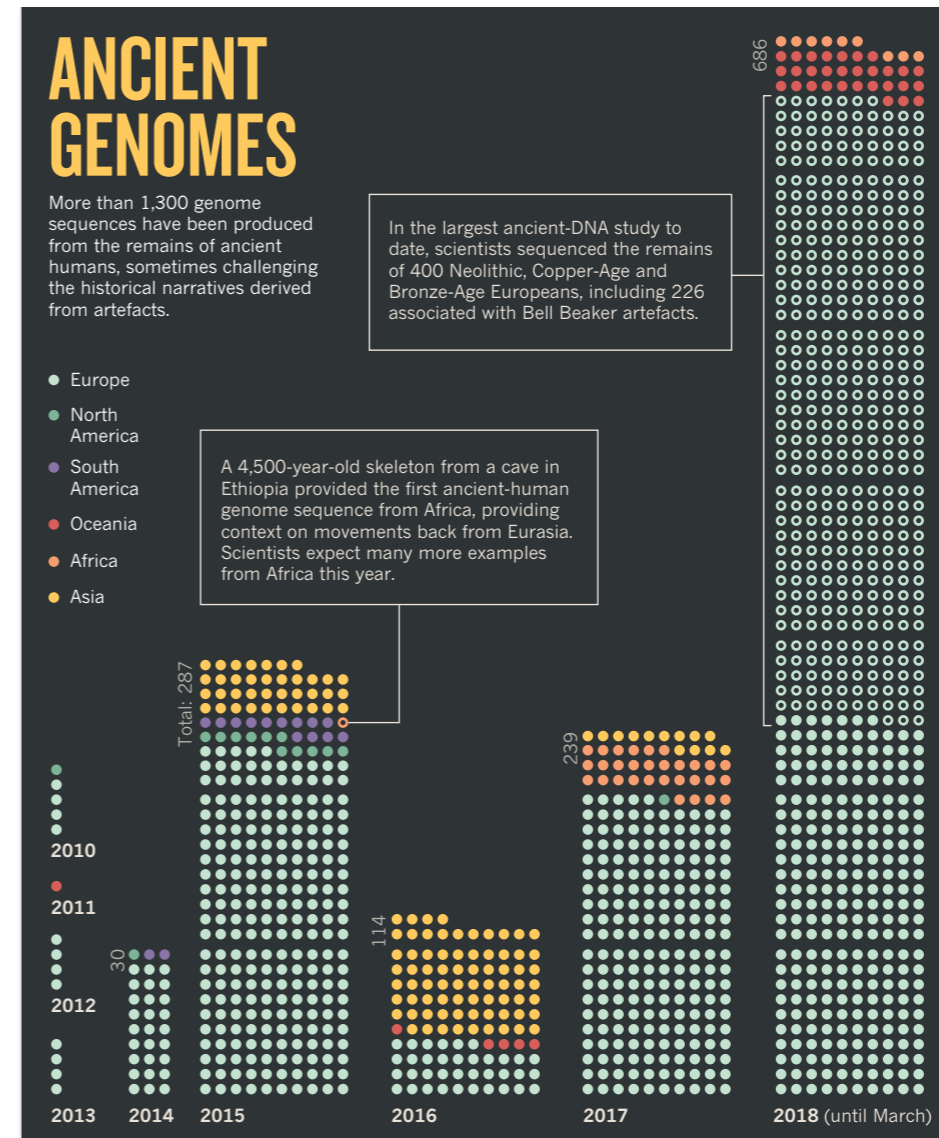 ANCIENT
GENOMES
More than 1,300 genome
sequences have been produced
from the remains of ancient
humans, sometimes challenging
the historical narratives derived
from artefacts.
686
In the largest ancient-DNA study to
date, scientists sequenced the remains
of 400 Neolithic, Copper-Age and
Bronze-Age Europeans, including 226
associated with Bell Beaker artefacts.
Europe
North
America
South
America
Oceania
Africa
Asia
A 4,500-year-old skeleton from a cave in
Ethiopia provided the first ancient-human
genome sequence from Africa, providing
context on movements back from Eurasia.
Scientists expect many more examples
from Africa this year.
Total: 287
239
2010
2011
114
30
2012
2013
2014
2015
2016
2017
2018 (until March)